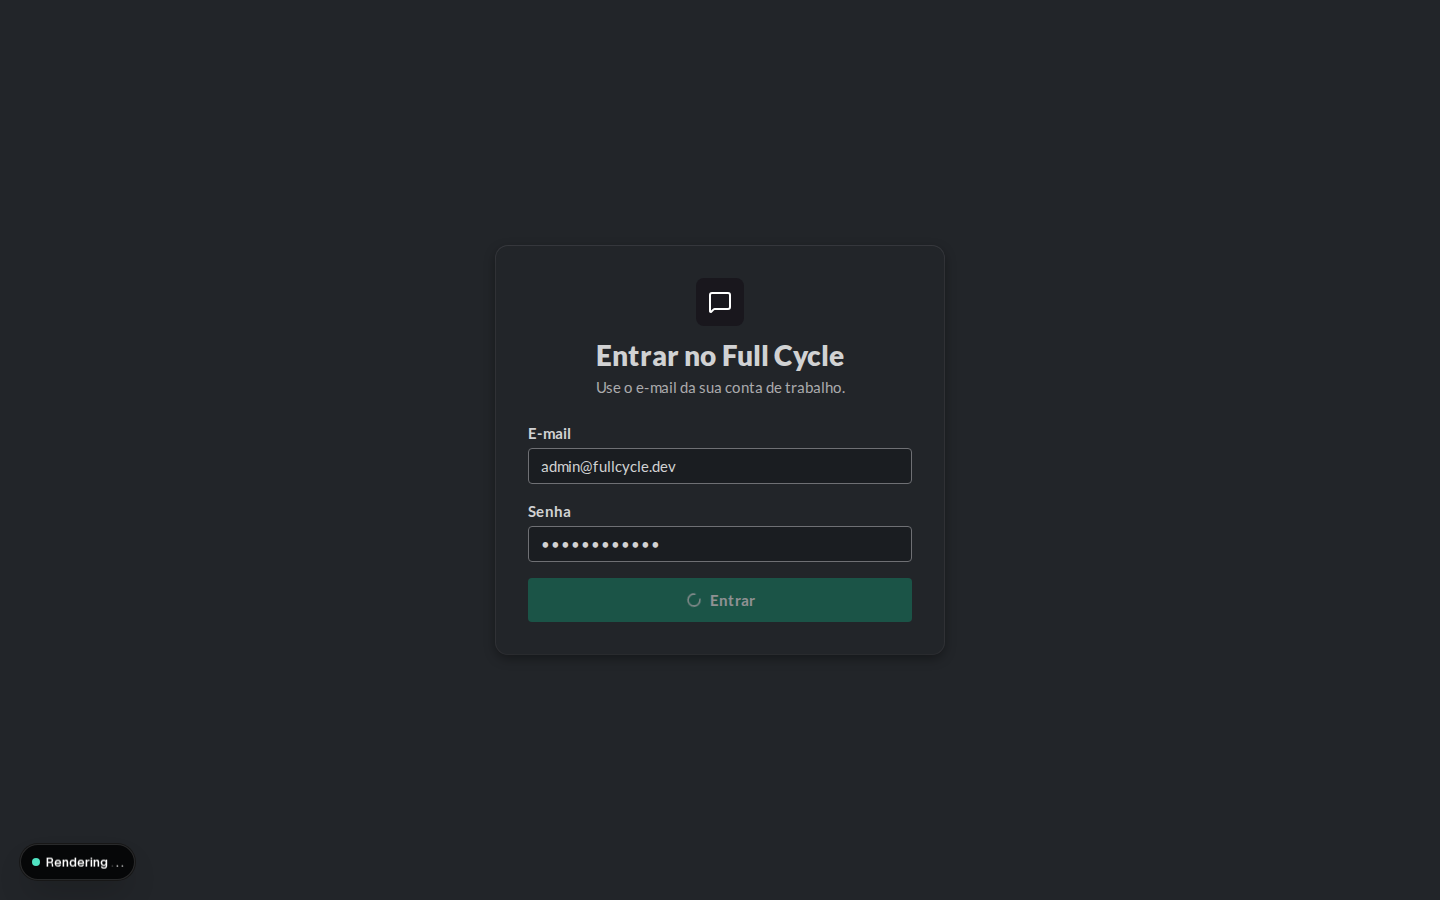 Entrar no Full Cycle
Use o e-mail da sua conta de trabalho.
E-mail
admin@fullcycle.dev
Senha
••••••••••••
Entrar
Rendering ...